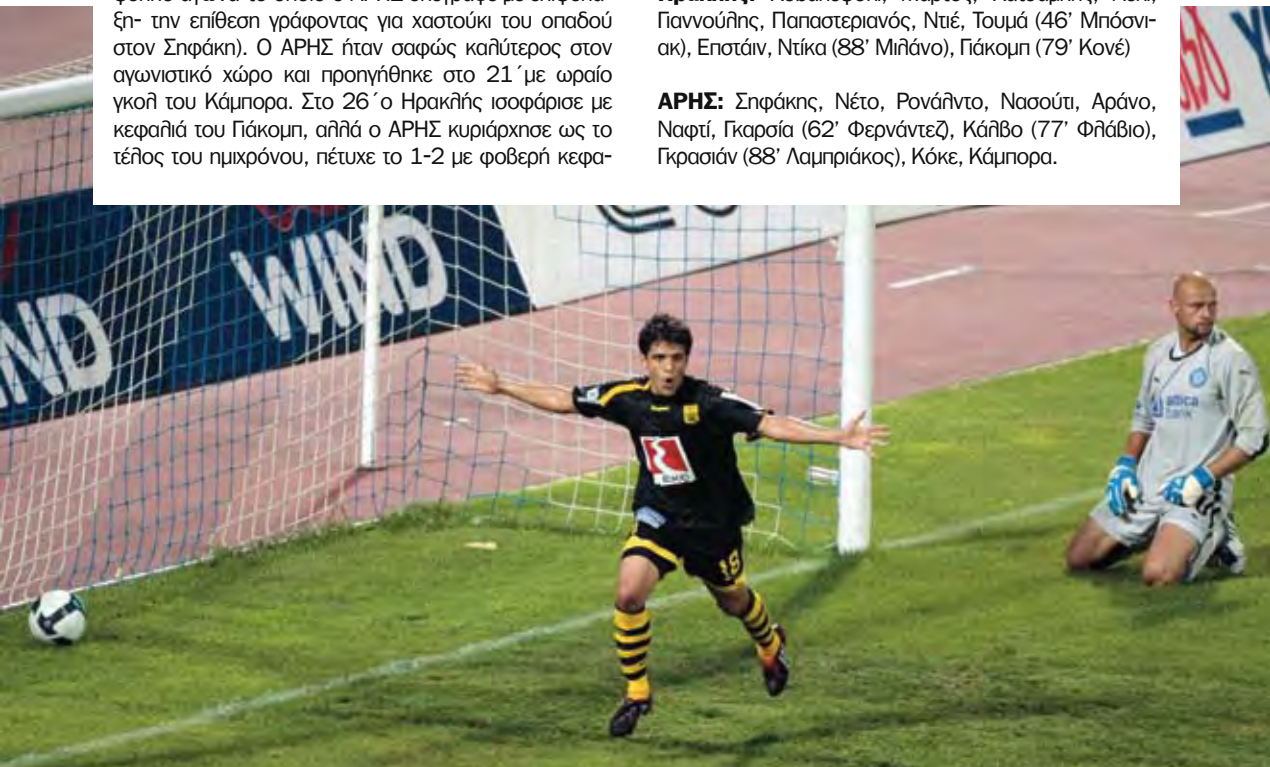 ξη- την επίθεση γράφοντας για χαστούκι του οπαδού
στον Σηφάκη). Ο ΑΡΗΣ ήταν σαφώς καλύτερος στον
αγωνιστικό χώρο και προηγήθηκε στο 21΄με ωραίο
γκολ του Κάμπορα. Στο 26΄ο Ηρακλής ισοφάρισε με
κεφαλιά του Γιάκομπ, αλλά ο ΑΡΗΣ κυριάρχησε ως το
τέλος του ημιχρόνου, πέτυχε το 1-2 με φοβερή κεφα-
Γιαννούλης, Παπαστεριανός, Ντιέ, Τουμά (46’ Μπόσνι-
ακ), Επστάιν, Ντίκα (88’ Μιλάνο), Γιάκομπ (79’ Κονέ)
ΑΡΗΣ: Σηφάκης, Νέτο, Ρονάλντο, Νασούτι, Αράνο,
Ναφτί, Γκαρσία (62’ Φερνάντεζ), Κάλβο (77’ Φλάβιο),
Γκρασιάν (88’ Λαμπριάκος), Κόκε, Κάμπορα.
WIND
WIND
attica
bank
18